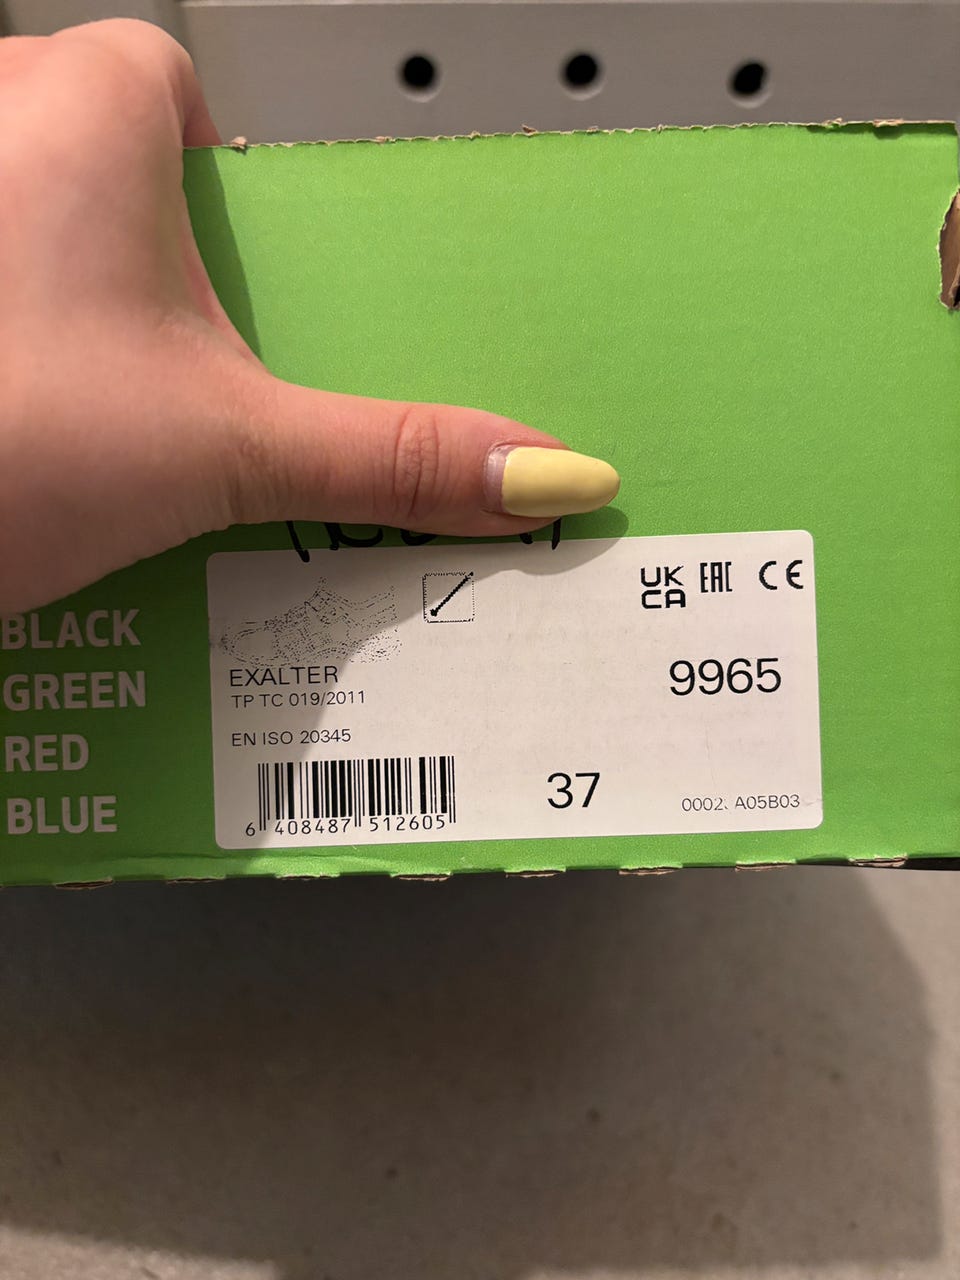 BLACK
GREEN
RED
BLUE
UK
CA
EAC
CE
EXALTER
TP TC 019/2011
9965
EN ISO 20345
6 408487 512605
37
A05B03